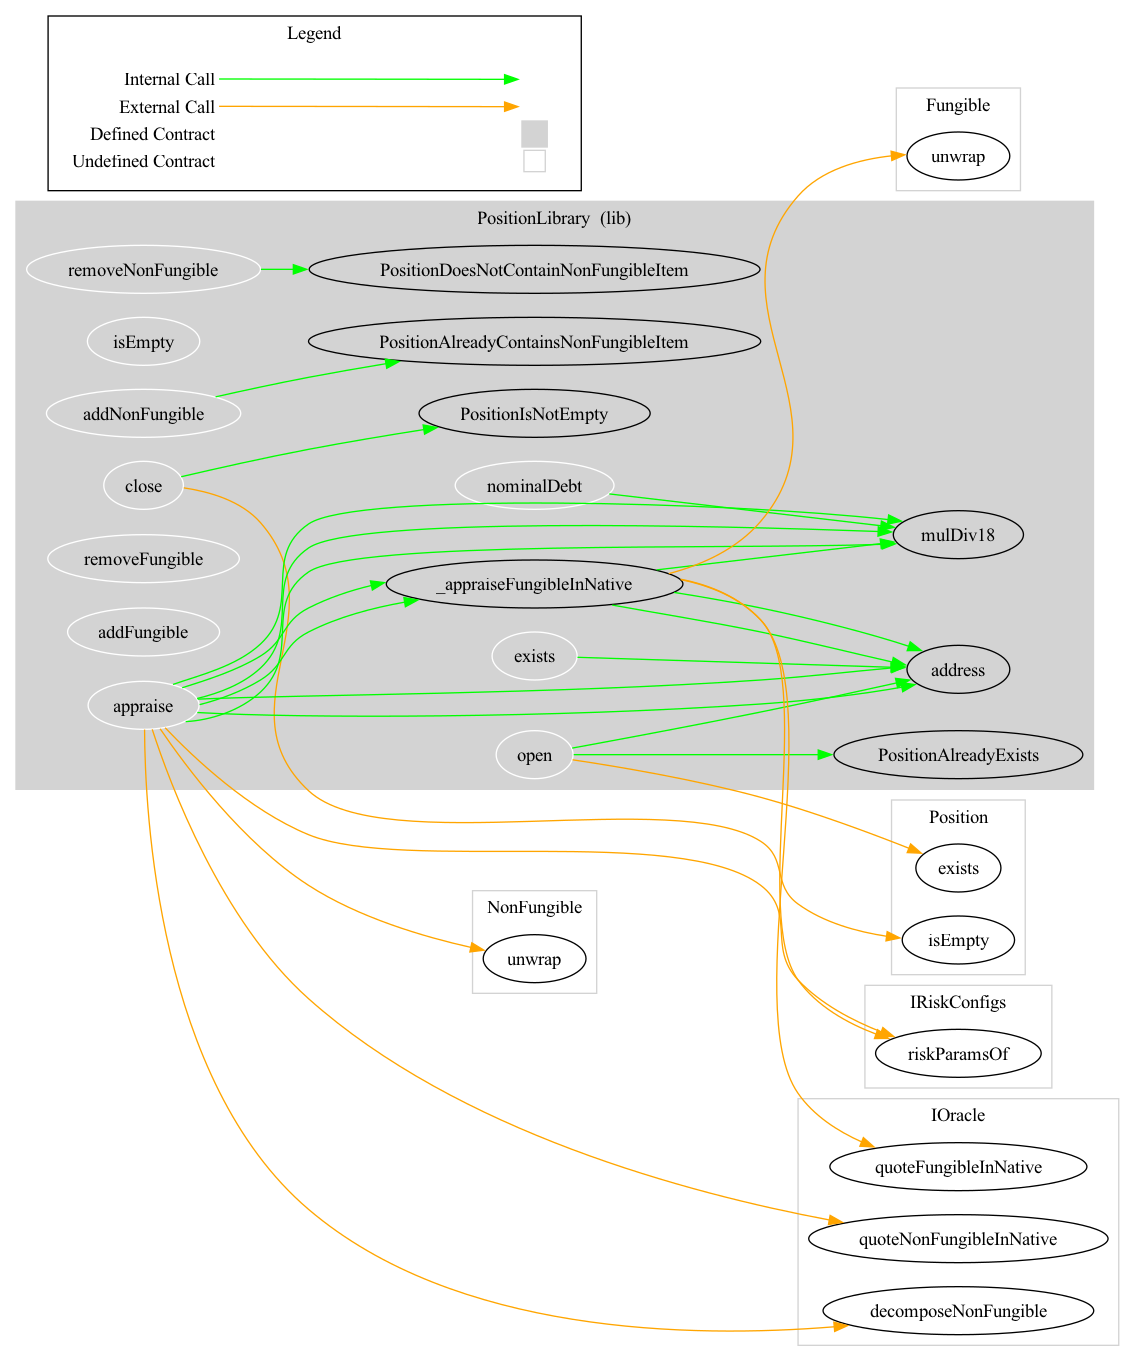 Legend
Internal Call
External Call
Defined Contract
Undefined Contract
Fungible
unwrap
PositionLibrary  (lib)
removeNonFungible
PositionDoesNotContainNonFungibleItem
isEmpty
PositionAlreadyContainsNonFungibleItem
addNonFungible
PositionIsNotEmpty
close
nominalDebt
mulDiv18
removeFungible
_appraiseFungibleInNative
addFungible
exists
address
appraise
open
PositionAlreadyExists
Position
exists
isEmpty
NonFungible
unwrap
IRiskConfigs
riskParamsOf
IOracle
quoteFungibleInNative
quoteNonFungibleInNative
decomposeNonFungible